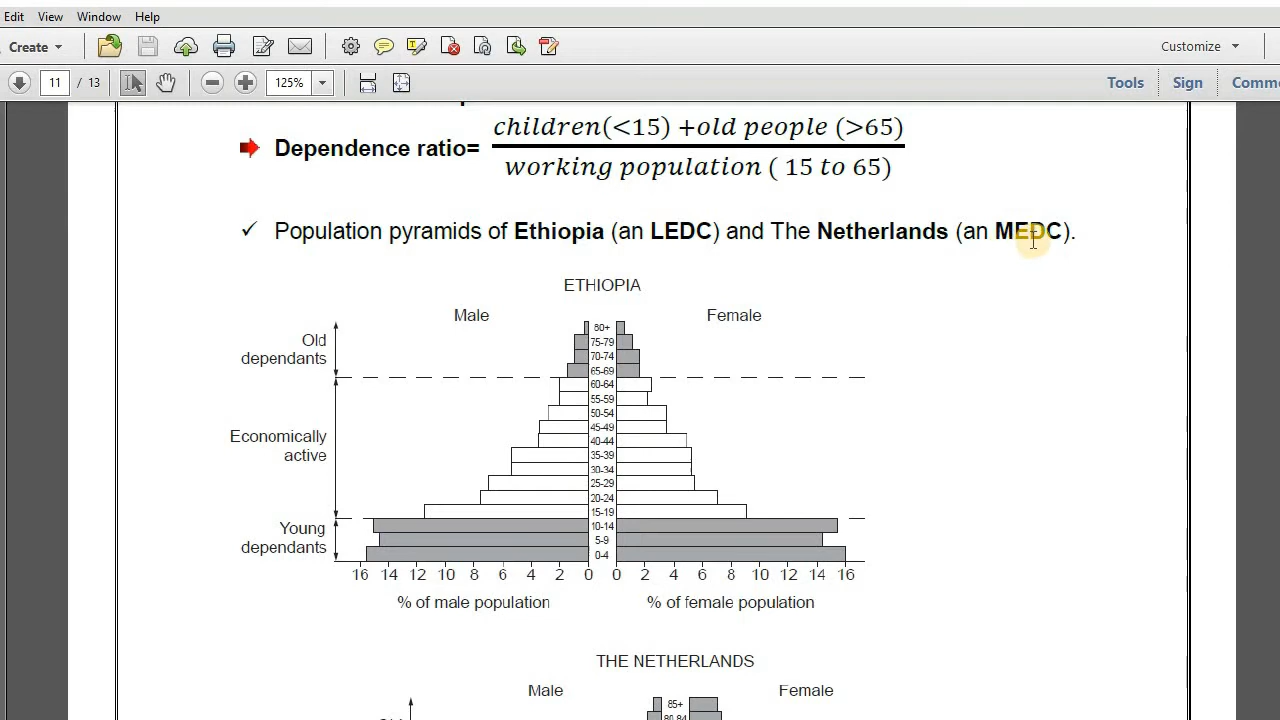 Edit View Window Help
Create Customize
11 / 13 125% Tools Sign Comme
children(<15) +old people (>65)
Dependence ratio=
working population ( 15 to 65)
✓ Population pyramids of Ethiopia (an LEDC) and The Netherlands (an MEDC).
ETHIOPIA
Male Female
Old
dependants
Economically
active
Young
dependants
80+
75-79
70-74
65-69
60-64
55-59
50-54
45-49
40-44
35-39
30-34
25-29
20-24
15-19
10-14
5-9
0-4
16 14 12 10 8 6 4 2 0 0 2 4 6 8 10 12 14 16
% of male population % of female population
THE NETHERLANDS
Male Female
85+
80-84